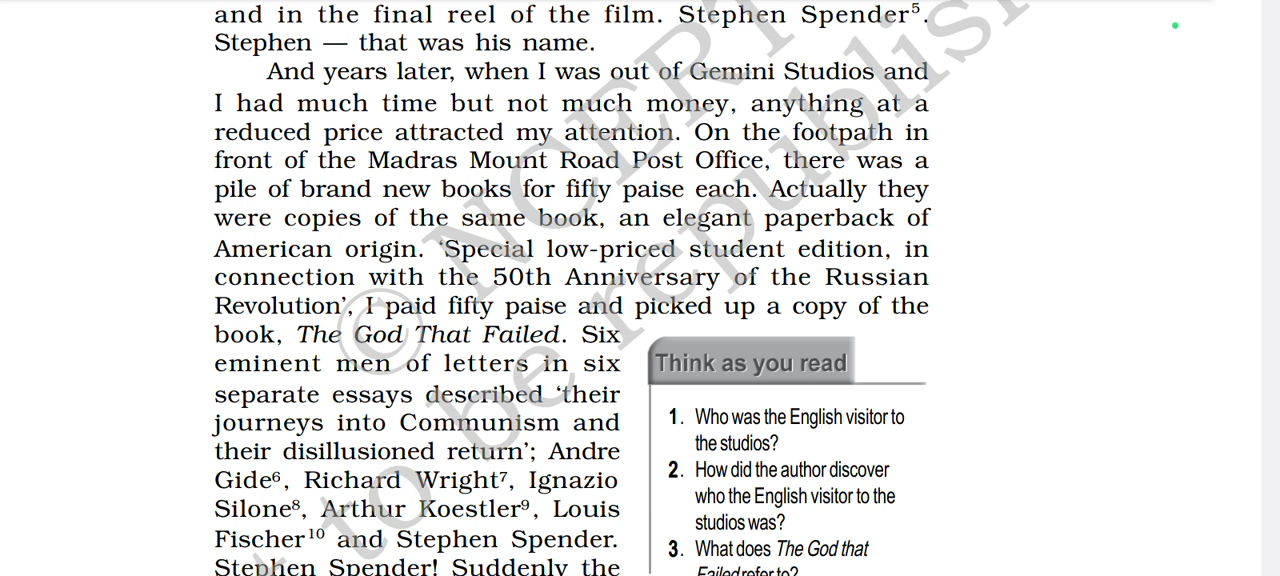 and in the final reel of the film. Stephen Spender⁵.
Stephen — that was his name.
And years later, when I was out of Gemini Studios and
I had much time but not much money, anything at a
reduced price attracted my attention. On the footpath in
front of the Madras Mount Road Post Office, there was a
pile of brand new books for fifty paise each. Actually they
were copies of the same book, an elegant paperback of
American origin. ‘Special low-priced student edition, in
connection with the 50th Anniversary of the Russian
Revolution’, I paid fifty paise and picked up a copy of the
book, The God That Failed. Six
eminent men of letters in six
separate essays described ‘their
journeys into Communism and
their disillusioned return’; Andre
Gide⁶, Richard Wright⁷, Ignazio
Silone⁸, Arthur Koestler⁹, Louis
Fischer¹⁰ and Stephen Spender.
Stephen Spender! Suddenly the
Think as you read
1. Who was the English visitor to
the studios?
2. How did the author discover
who the English visitor to the
studios was?
3. What does The God that
Failed refer to?
© NCERT
to be republis